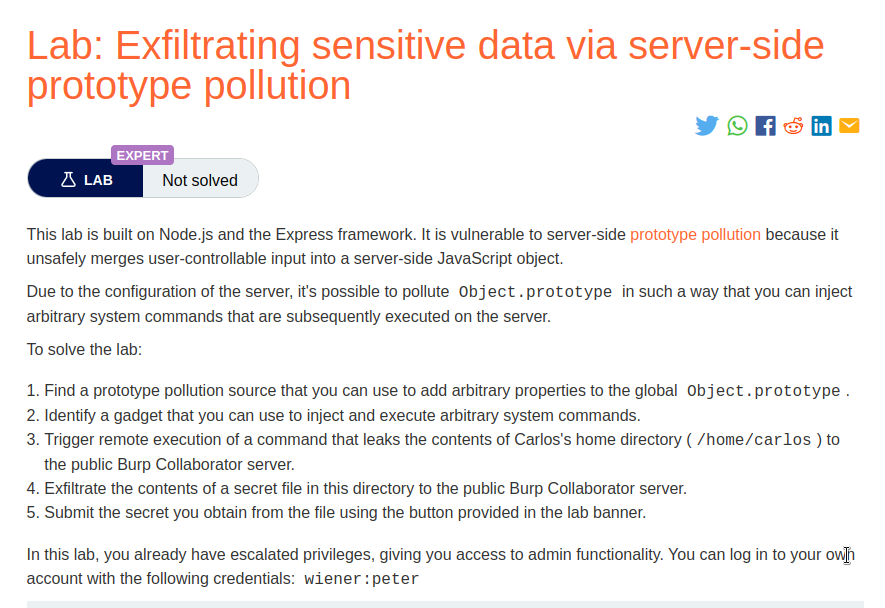 Lab: Exfiltrating sensitive data via server-side
prototype pollution
EXPERT
LAB
Not solved
This lab is built on Node.js and the Express framework. It is vulnerable to server-side prototype pollution because it
unsafely merges user-controllable input into a server-side JavaScript object.
Due to the configuration of the server, it's possible to pollute Object.prototype in such a way that you can inject
arbitrary system commands that are subsequently executed on the server.
To solve the lab:
1. Find a prototype pollution source that you can use to add arbitrary properties to the global Object.prototype .
2. Identify a gadget that you can use to inject and execute arbitrary system commands.
3. Trigger remote execution of a command that leaks the contents of Carlos's home directory ( /home/carlos ) to
the public Burp Collaborator server.
4. Exfiltrate the contents of a secret file in this directory to the public Burp Collaborator server.
5. Submit the secret you obtain from the file using the button provided in the lab banner.
In this lab, you already have escalated privileges, giving you access to admin functionality. You can log in to your own
account with the following credentials: wiener:peter